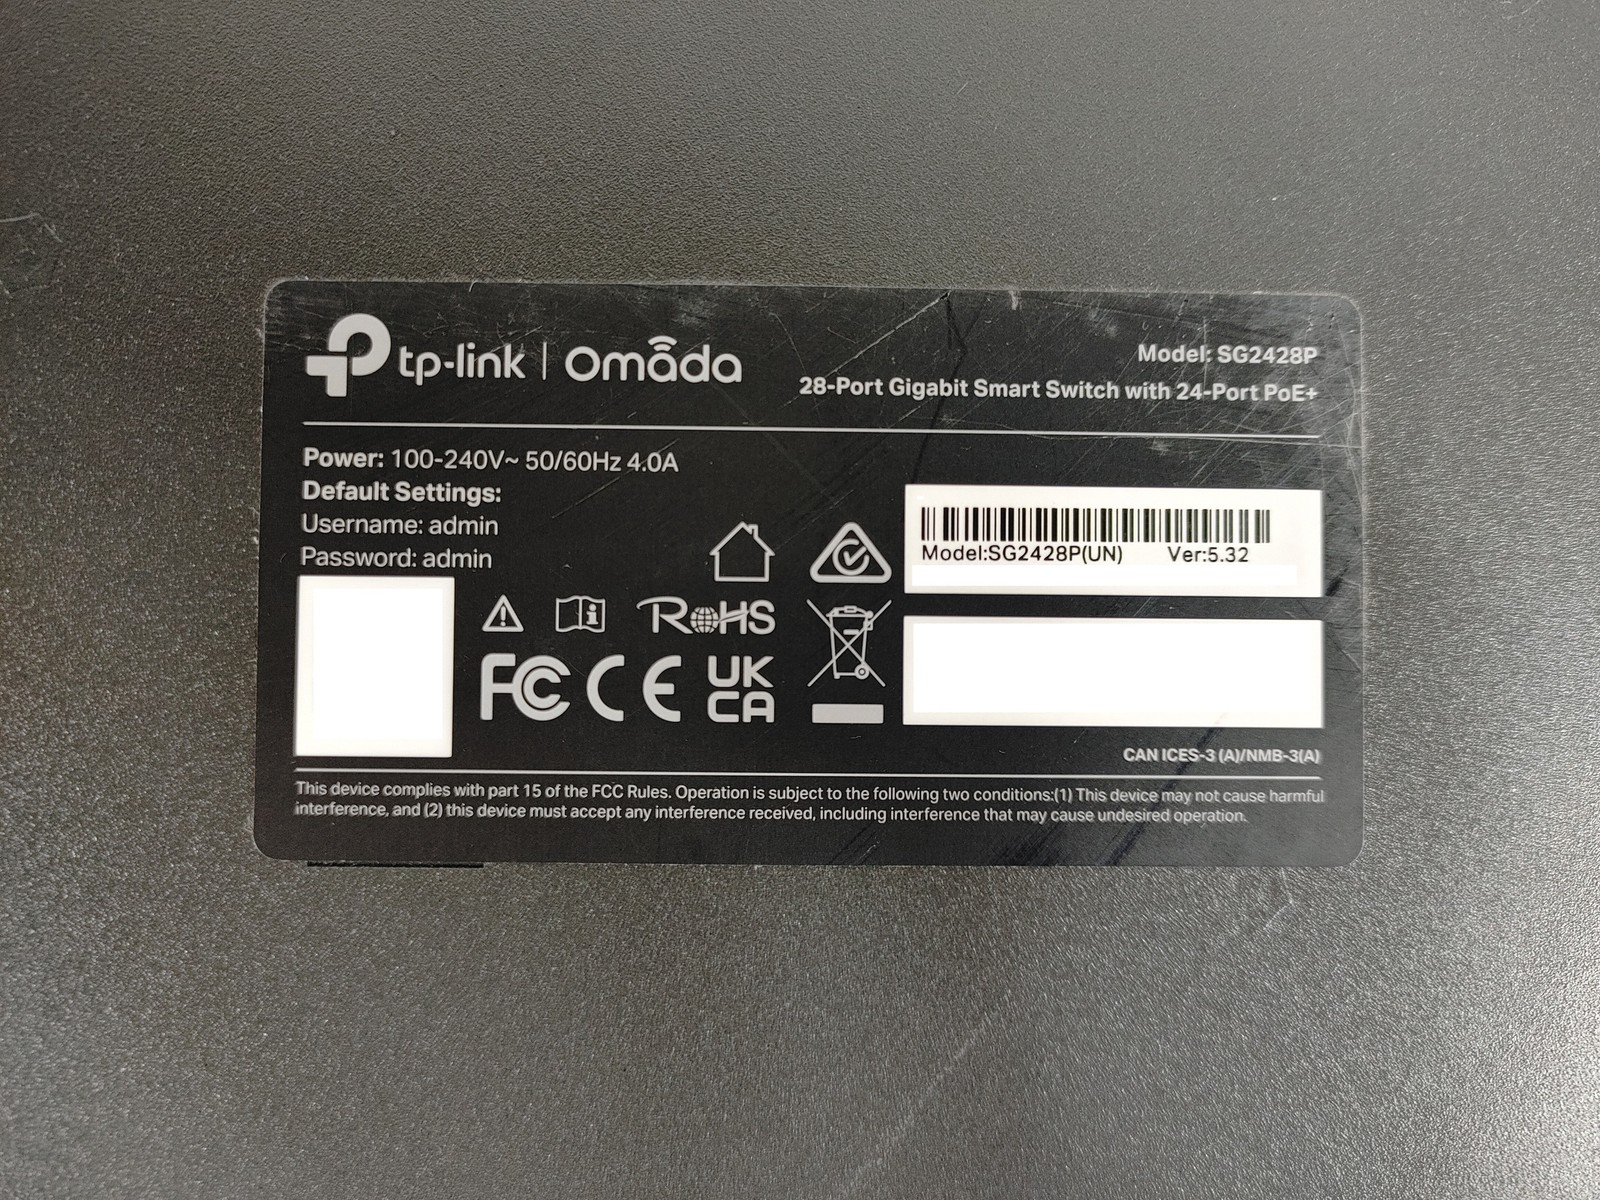 tp-link | omada
Model: SG2428P
28-Port Gigabit Smart Switch with 24-Port PoE+
Power: 100-240V~ 50/60Hz 4.0A
Default Settings:
Username: admin
Password: admin
Model:SG2428P(UN) Ver:5.32
RoHS
FC CE UK
CA
CAN ICES-3 (A)/NMB-3(A)
This device complies with part 15 of the FCC Rules. Operation is subject to the following two conditions:(1) This device may not cause harmful
interference, and (2) this device must accept any interference received, including interference that may cause undesired operation.